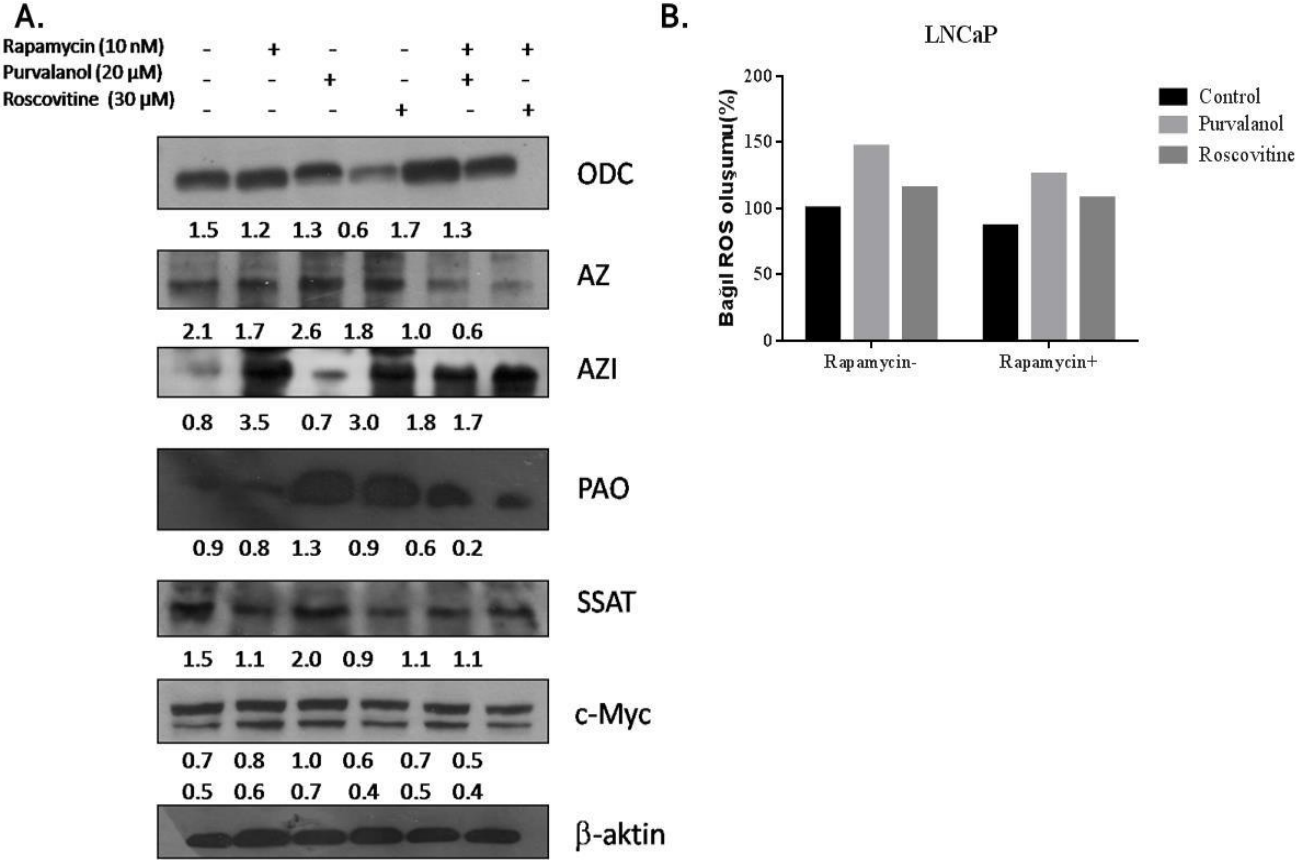 A.
Rapamycin (10 nM) - + - - + +
Purvalanol (20 µM) - - + - + -
Roscovitine (30 µM) - - - + - +
ODC
1.5 1.2 1.3 0.6 1.7 1.3
AZ
2.1 1.7 2.6 1.8 1.0 0.6
AZI
0.8 3.5 0.7 3.0 1.8 1.7
PAO
0.9 0.8 1.3 0.9 0.6 0.2
SSAT
1.5 1.1 2.0 0.9 1.1 1.1
c-Myc
0.7 0.8 1.0 0.6 0.7 0.5
0.5 0.6 0.7 0.4 0.5 0.4
β-aktin
B.
LNCaP
Bağıl ROS oluşumu(%)
200
150
100
50
0
Rapamycin- Rapamycin+
Control
Purvalanol
Roscovitine